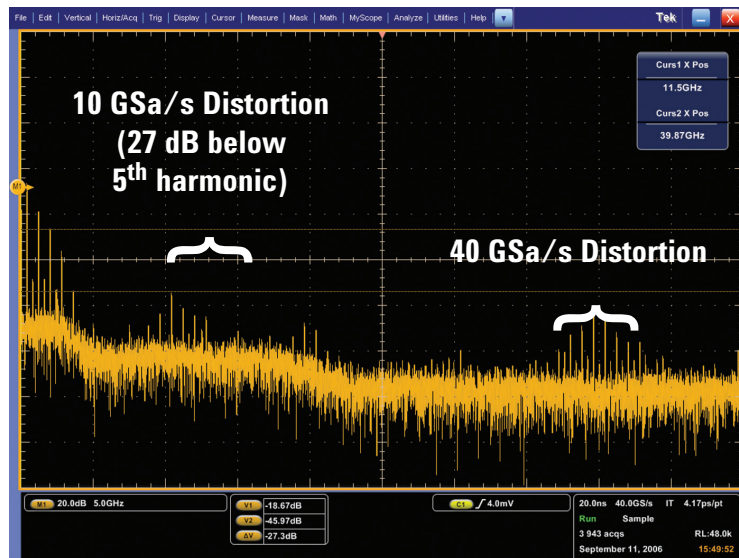 File | Edit | Vertical | Horiz/Acq | Trig | Display | Cursor | Measure | Mask | Math | MyScope | Analyze | Utilities | Help | Tek
Curs1 X Pos
11.5GHz
Curs2 X Pos
39.87GHz
10 GSa/s Distortion
(27 dB below
5th harmonic)
M1
40 GSa/s Distortion
M1 20.0dB 5.0GHz
V1 -18.67dB
V2 -45.97dB
ΔV -27.3dB
C1 4.0mV
20.0ns 40.0GS/s IT 4.17ps/pt
Run Sample
3 943 acqs RL:48.0k
September 11, 2006 15:49:52